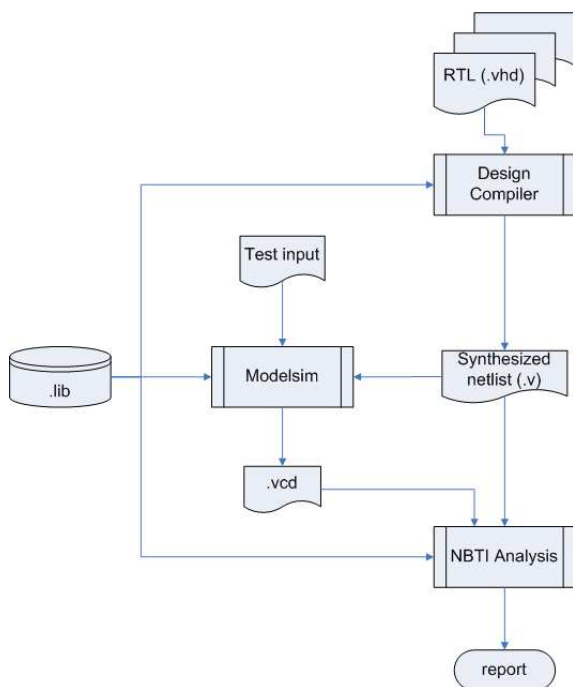 RTL (.vhd)
Design
Compiler
Test input
.lib
Modelsim
Synthesized
netlist (.v)
.vcd
NBTI Analysis
report